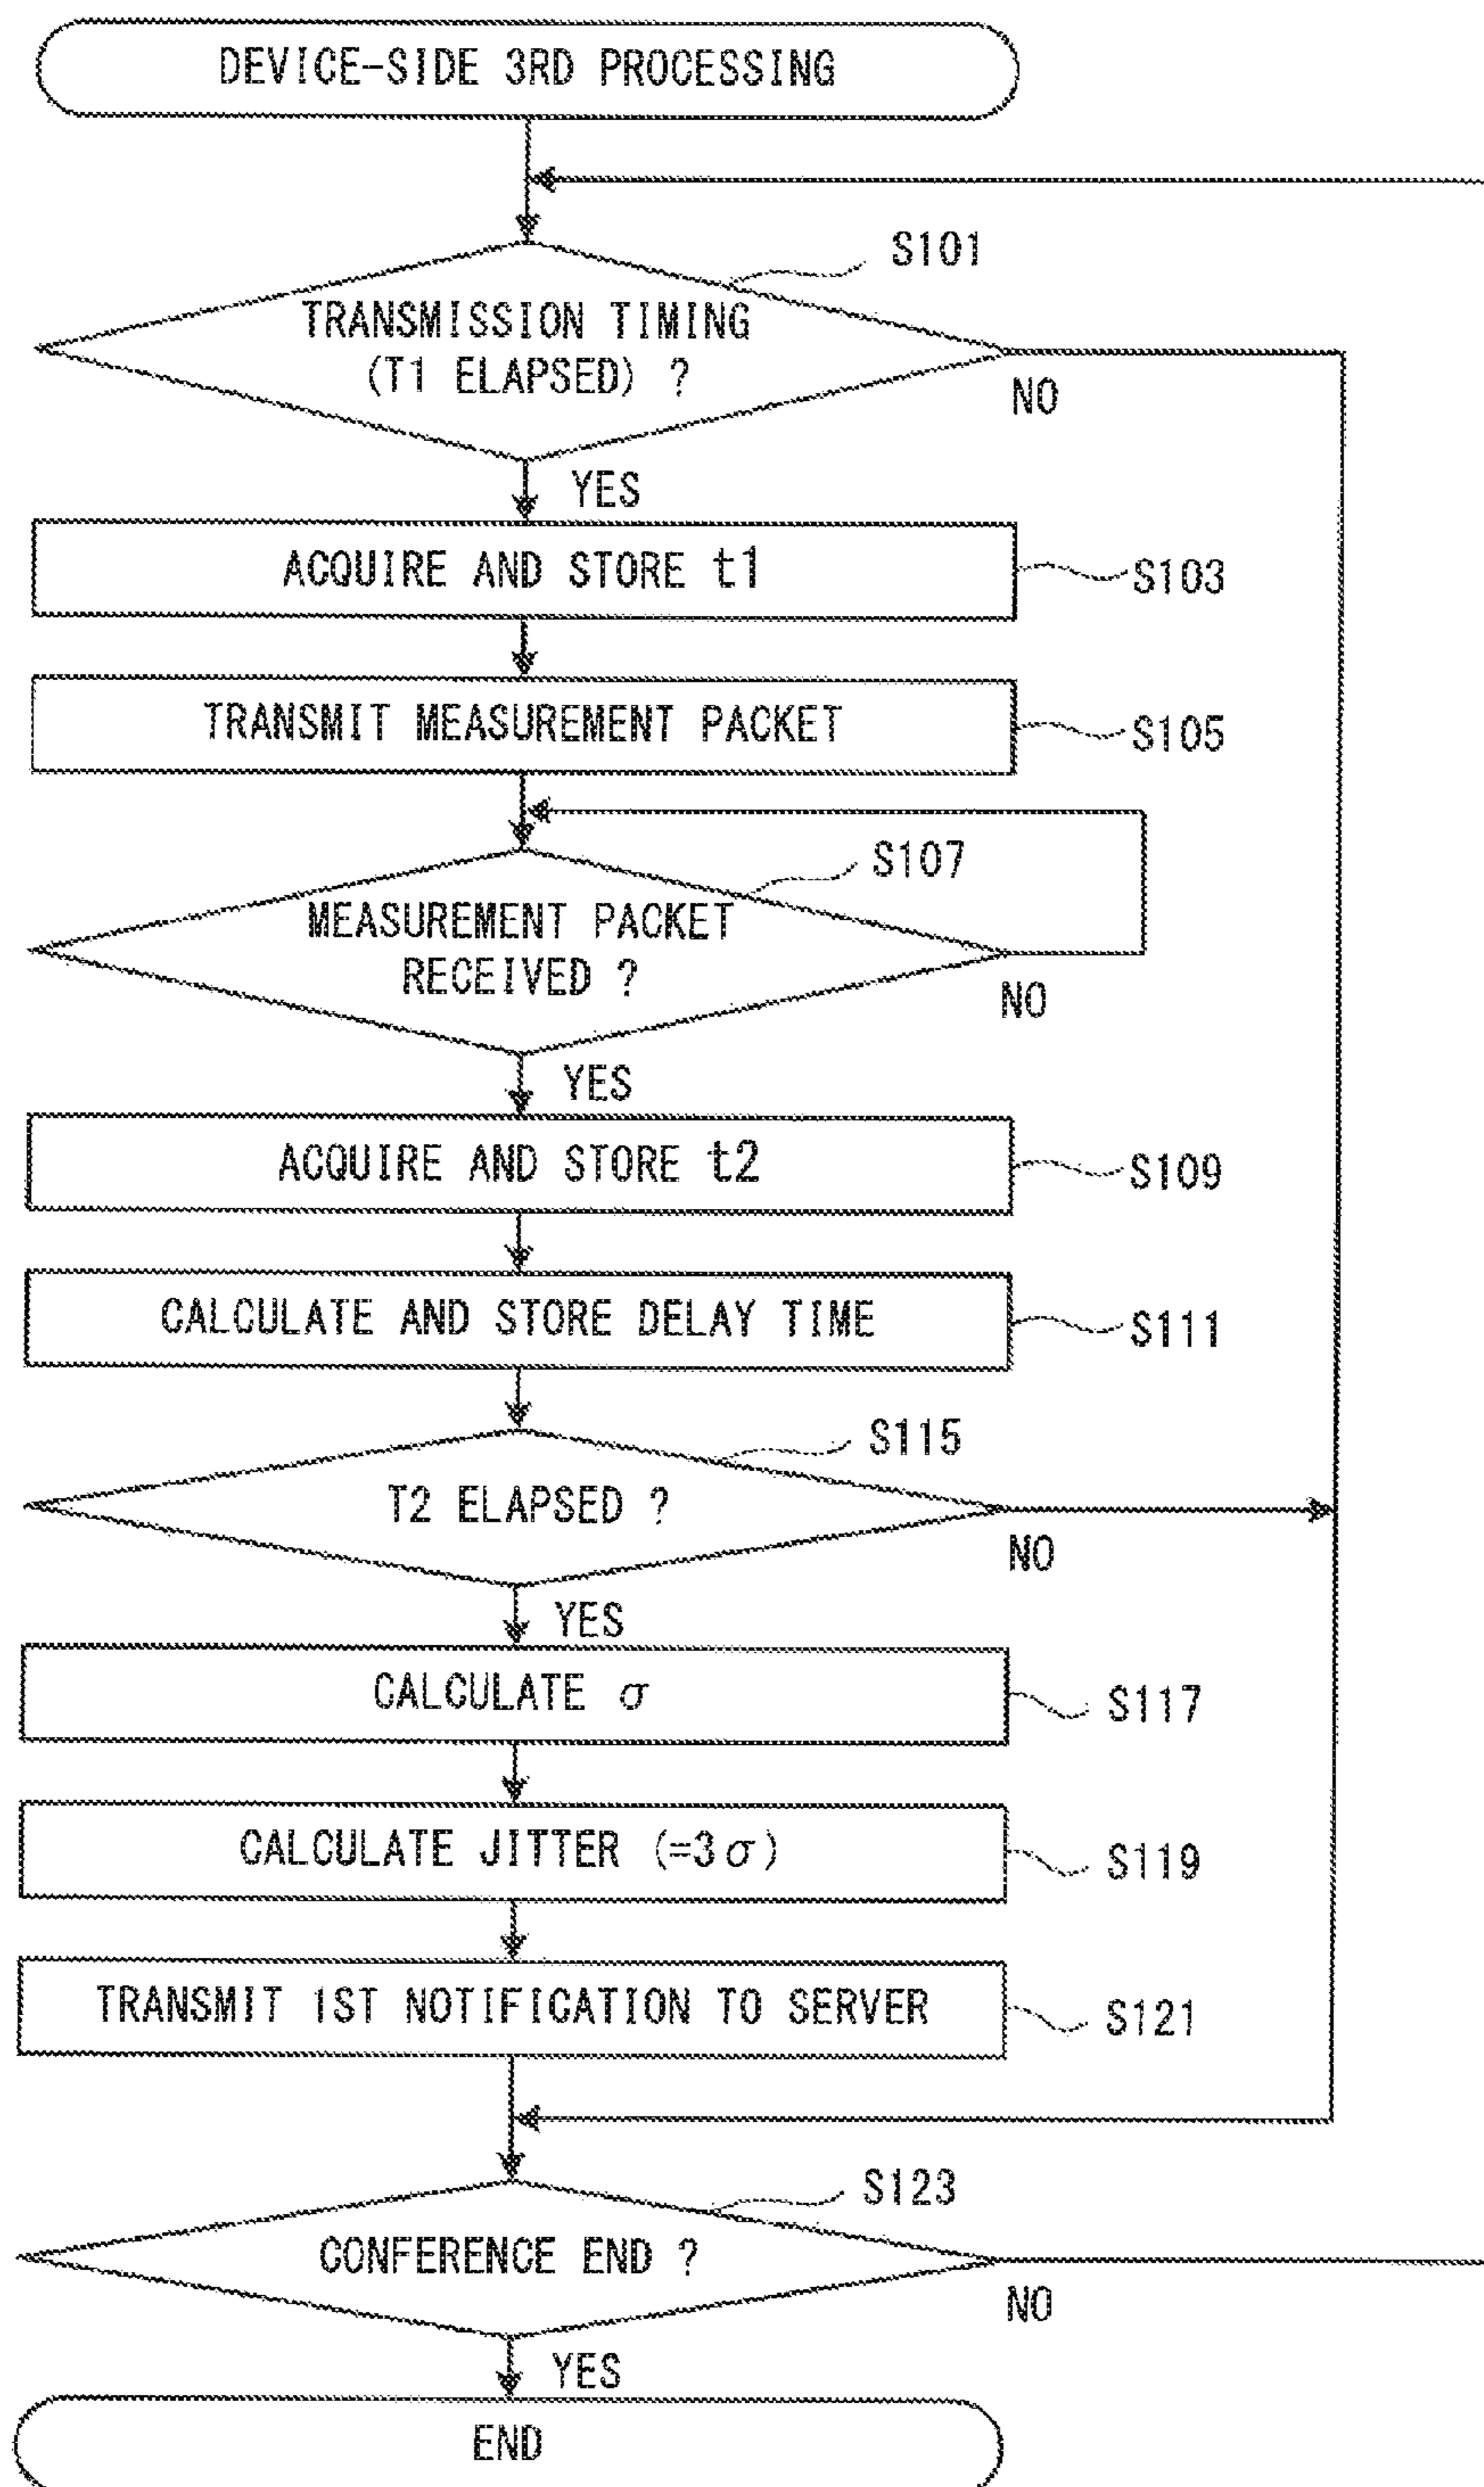 DEVICE-SIDE 3RD PROCESSING
S101
TRANSMISSION TIMING
(T1 ELAPSED) ?
NO
YES
ACQUIRE AND STORE t1
S103
TRANSMIT MEASUREMENT PACKET
S105
S107
MEASUREMENT PACKET
RECEIVED ?
NO
YES
ACQUIRE AND STORE t2
S109
CALCULATE AND STORE DELAY TIME
S111
S115
T2 ELAPSED ?
NO
YES
CALCULATE σ
S117
CALCULATE JITTER (=3σ)
S119
TRANSMIT 1ST NOTIFICATION TO SERVER
S121
S123
CONFERENCE END ?
NO
YES
END